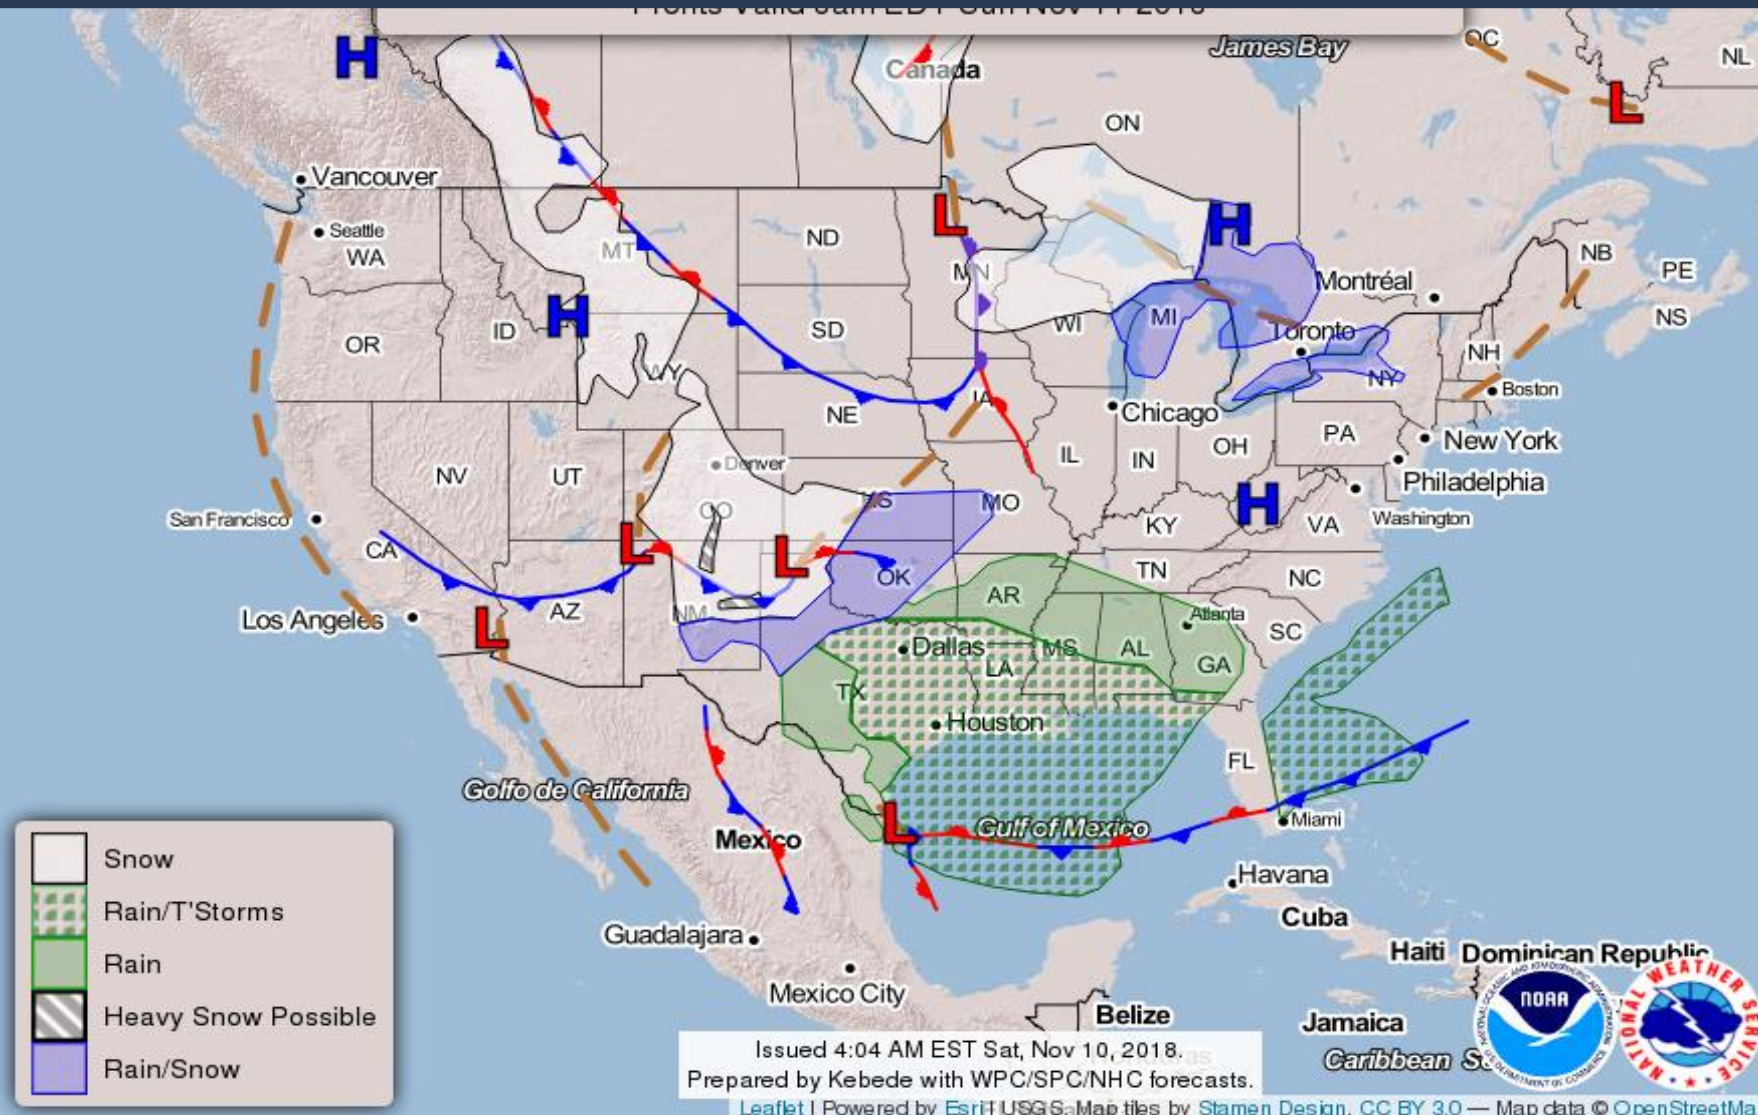 QC
NL
James Bay
Canada
H
L
ON
Vancouver
Seattle
WA
MT
ND
L
MN
H
Montréal
NB
PE
NS
H
ID
OR
SD
WI
MI
Toronto
NH
NY
Boston
WY
NE
IA
Chicago
PA
New York
NV
UT
Denver
IL
IN
OH
Philadelphia
San Francisco
CO
KS
MO
KY
H
VA
Washington
CA
L
L
OK
TN
NC
Los Angeles
L
AZ
NM
AR
Atlanta
SC
Dallas
MS
AL
GA
LA
TX
Houston
FL
Golfo de California
Mexico
L
Gulf of Mexico
Miami
Havana
Cuba
Guadalajara
Mexico City
Haiti
Dominican Republic
Belize
Jamaica
Caribbean
Snow
Rain/T'Storms
Rain
Heavy Snow Possible
Rain/Snow
Issued 4:04 AM EST Sat, Nov 10, 2018.
Prepared by Kebede with WPC/SPC/NHC forecasts.
NOAA
NATIONAL WEATHER SERVICE
Leaflet | Powered by Esri | USGS, Map tiles by Stamen Design, CC BY 3.0 — Map data © OpenStreetMa